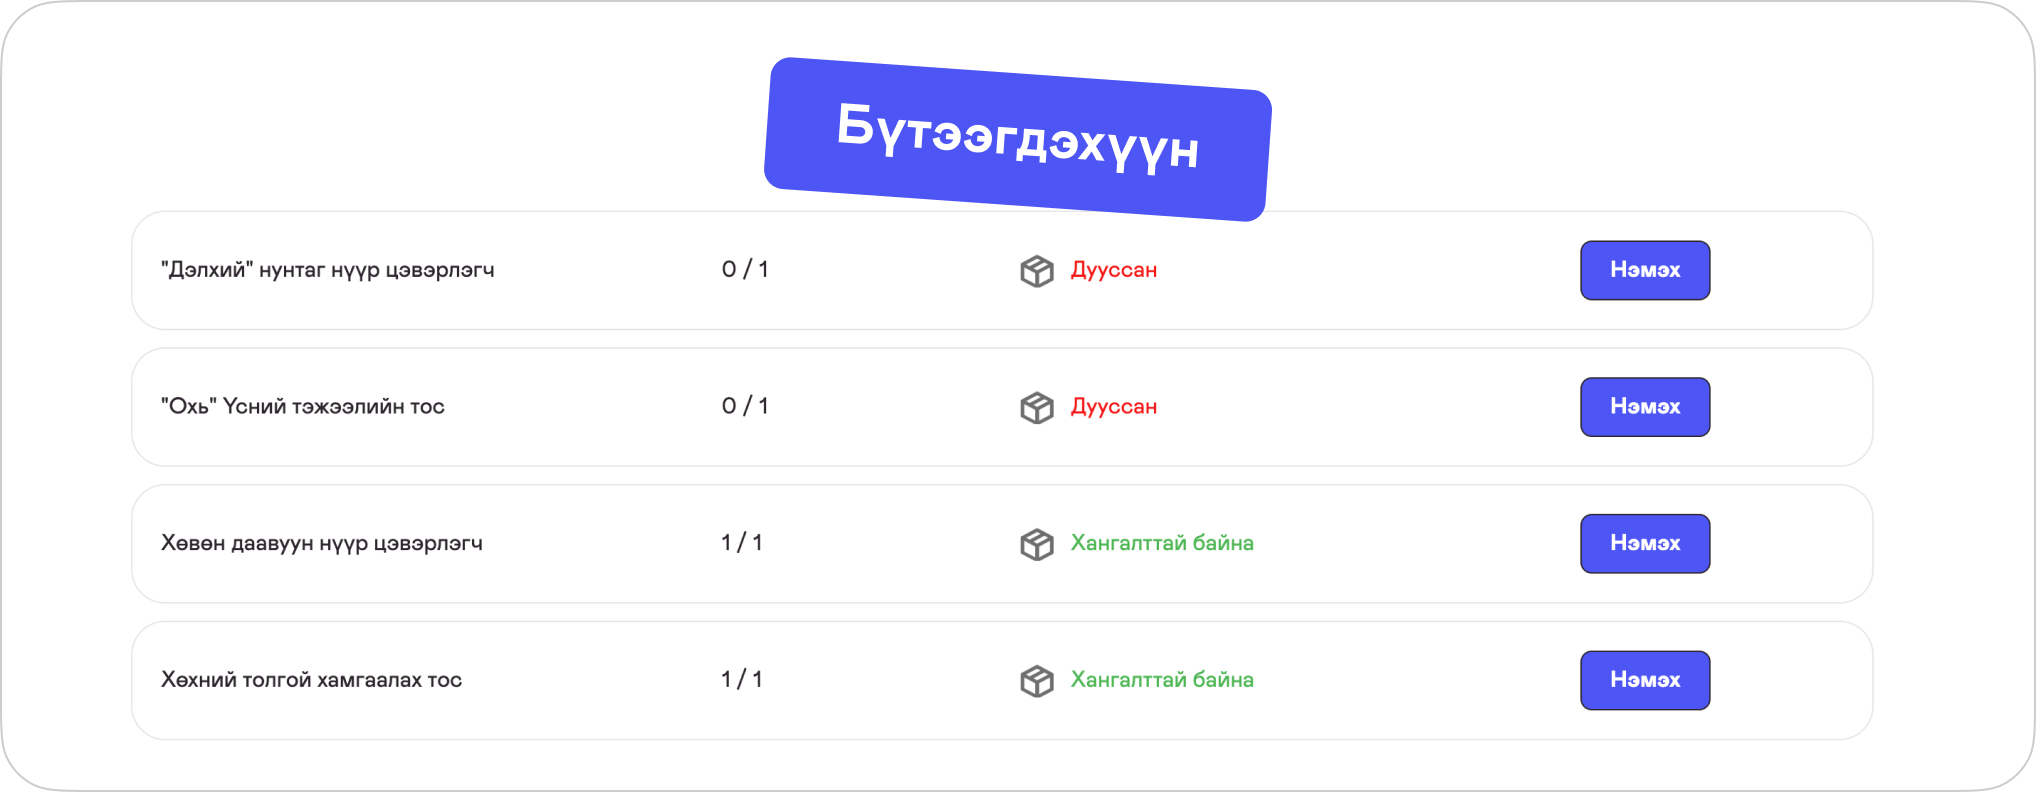 Бүтээгдэхүүн
"Дэлхий" нунтаг нүүр цэвэрлэгч 0 / 1 Дууссан Нэмэх
"Охь" Үсний тэжээлийн тос 0 / 1 Дууссан Нэмэх
Хөвөн даавуун нүүр цэвэрлэгч 1 / 1 Хангалттай байна Нэмэх
Хөхний толгой хамгаалах тос 1 / 1 Хангалттай байна Нэмэх